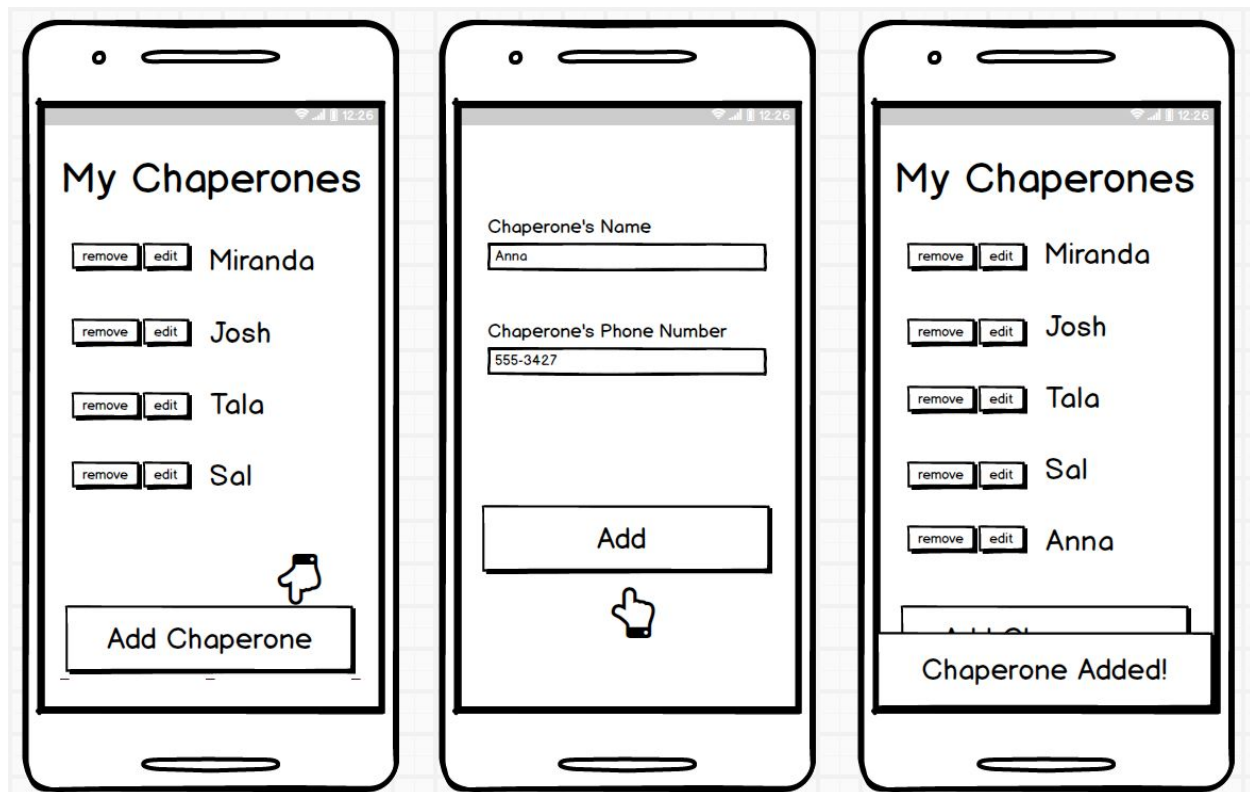 12:26
My Chaperones
remove edit Miranda
remove edit Josh
remove edit Tala
remove edit Sal
Add Chaperone
12:26
Chaperone's Name
Anna
Chaperone's Phone Number
555-3427
Add
12:26
My Chaperones
remove edit Miranda
remove edit Josh
remove edit Tala
remove edit Sal
remove edit Anna
Chaperone Added!